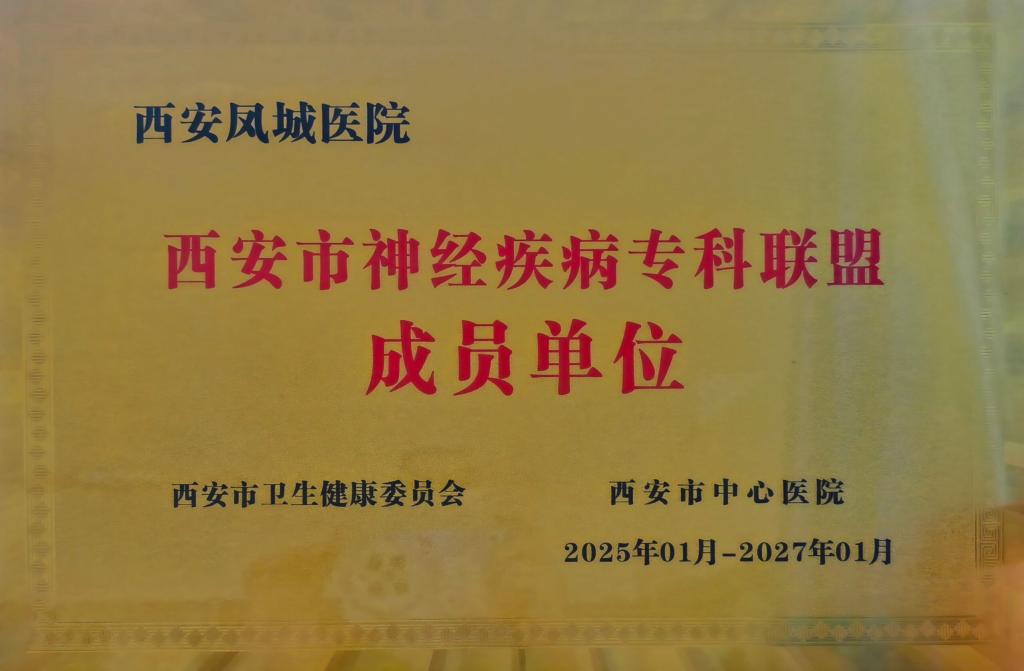 西安凤城医院
西安市神经疾病专科联盟
成员单位
西安市卫生健康委员会
西安市中心医院
2025年01月-2027年01月